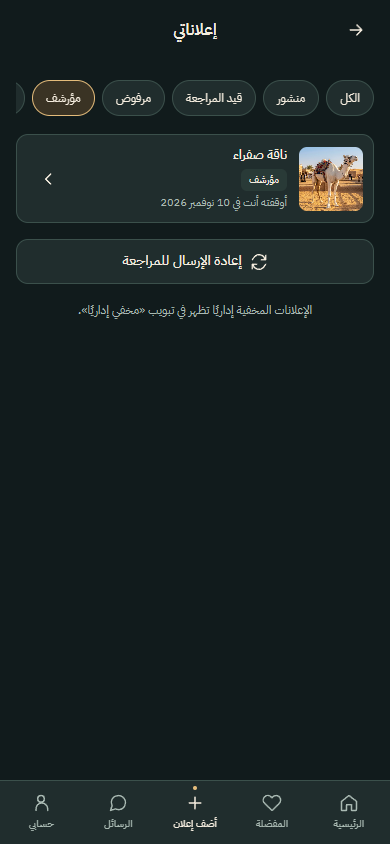 إعلاناتي
الكل
منشور
قيد المراجعة
مرفوض
مؤرشف
ناقة صفراء
مؤرشف
أوقفته أنت في 10 نوفمبر 2026
إعادة الإرسال للمراجعة
الإعلانات المخفية إداريًا تظهر في تبويب «مخفي إداريًا».
الرئيسية
المفضلة
أضف إعلان
الرسائل
حسابي